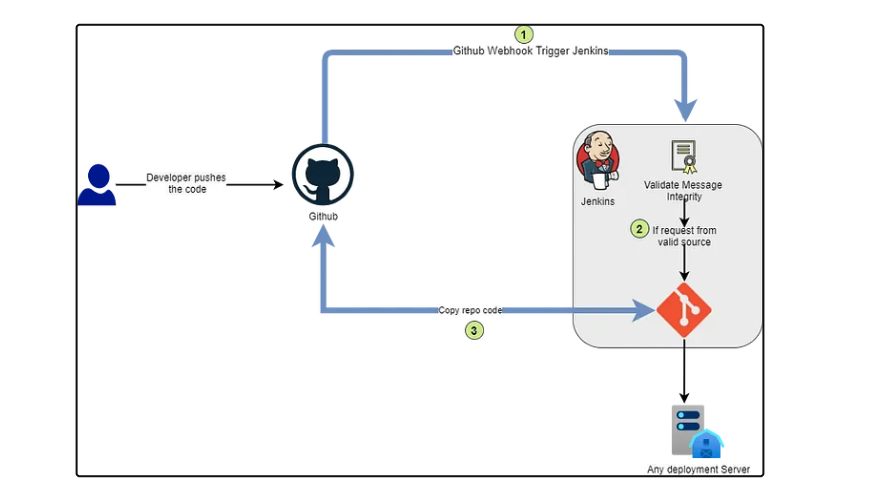 1
Github Webhook Trigger Jenkins
Developer pushes
the code
Github
Jenkins
Validate Message
Integrity
2
If request from
valid source
Copy repo code
3
Any deployment Server